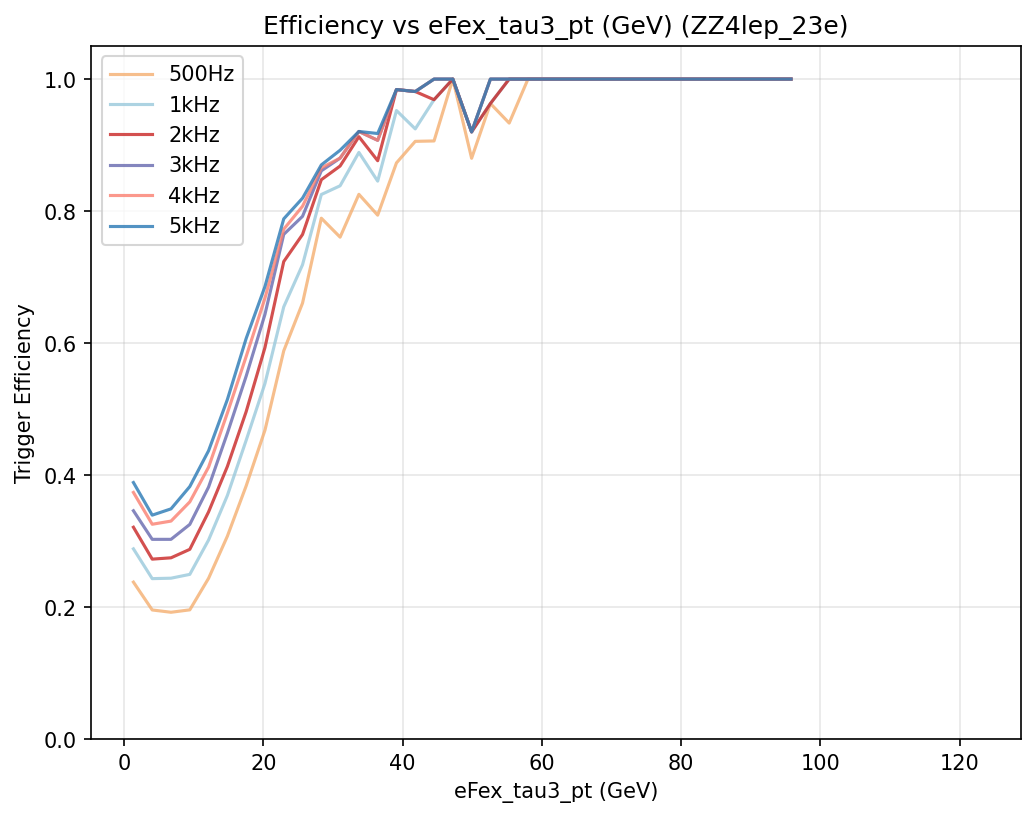 Efficiency vs eFex_tau3_pt (GeV) (ZZ4lep_23e)
500Hz
1kHz
2kHz
3kHz
4kHz
5kHz
Trigger Efficiency
1.0
0.8
0.6
0.4
0.2
0.0
0 20 40 60 80 100 120
eFex_tau3_pt (GeV)